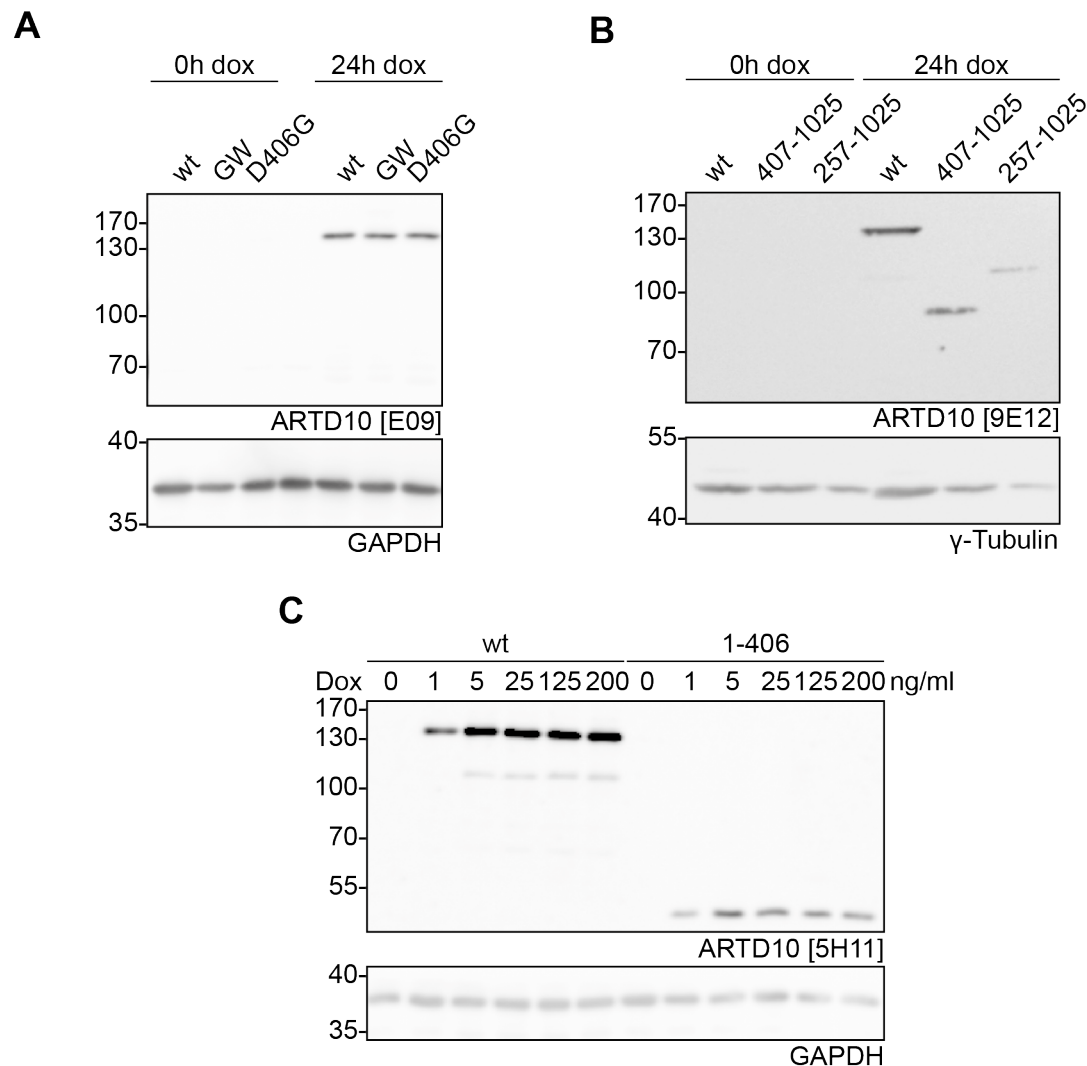 A
0h dox 24h dox
wt GW D406G wt GW D406G
170
130
100
70
ARTD10 [E09]
40
35
GAPDH
B
0h dox 24h dox
wt 407-1025 257-1025 wt 407-1025 257-1025
170
130
100
70
ARTD10 [9E12]
55
40
γ-Tubulin
C
wt 1-406
Dox 0 1 5 25 125 200 0 1 5 25 125 200 ng/ml
170
130
100
70
55
ARTD10 [5H11]
40
35
GAPDH